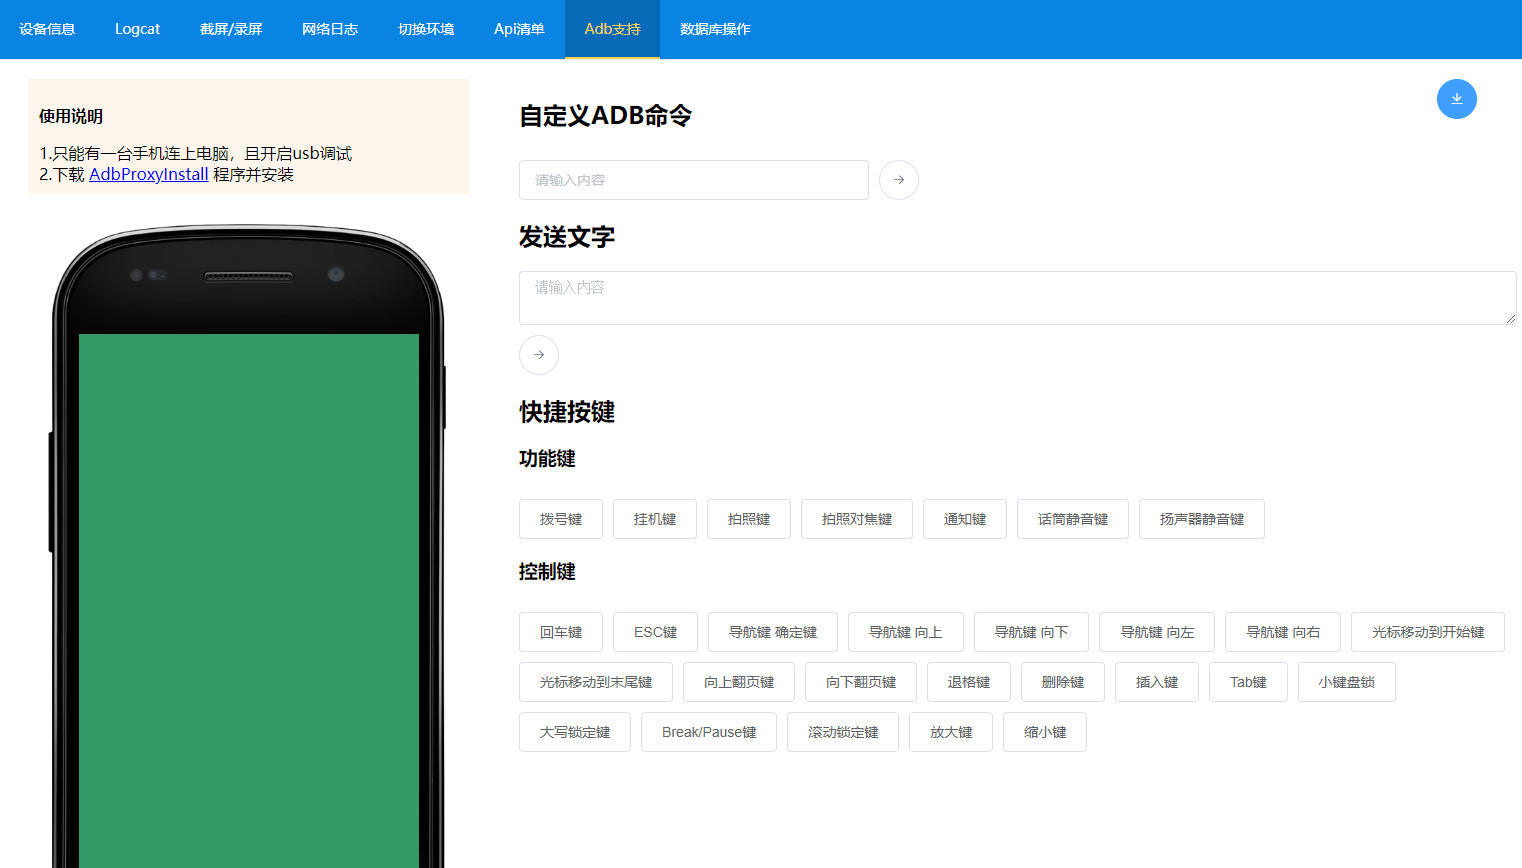 设备信息 Logcat 截屏/录屏 网络日志 切换环境 Api清单 Adb支持 数据库操作
使用说明
1.只能有一台手机连上电脑，且开启usb调试
2.下载 AdbProxyInstall 程序并安装
自定义ADB命令
请输入内容
发送文字
请输入内容
快捷按键
功能键
拨号键 挂机键 拍照键 拍照对焦键 通知键 话筒静音键 扬声器静音键
控制键
回车键 ESC键 导航键 确定键 导航键 向上 导航键 向下 导航键 向左 导航键 向右 光标移动到开始键
光标移动到末尾键 向上翻页键 向下翻页键 退格键 删除键 插入键 Tab键 小键盘锁
大写锁定键 Break/Pause键 滚动锁定键 放大键 缩小键